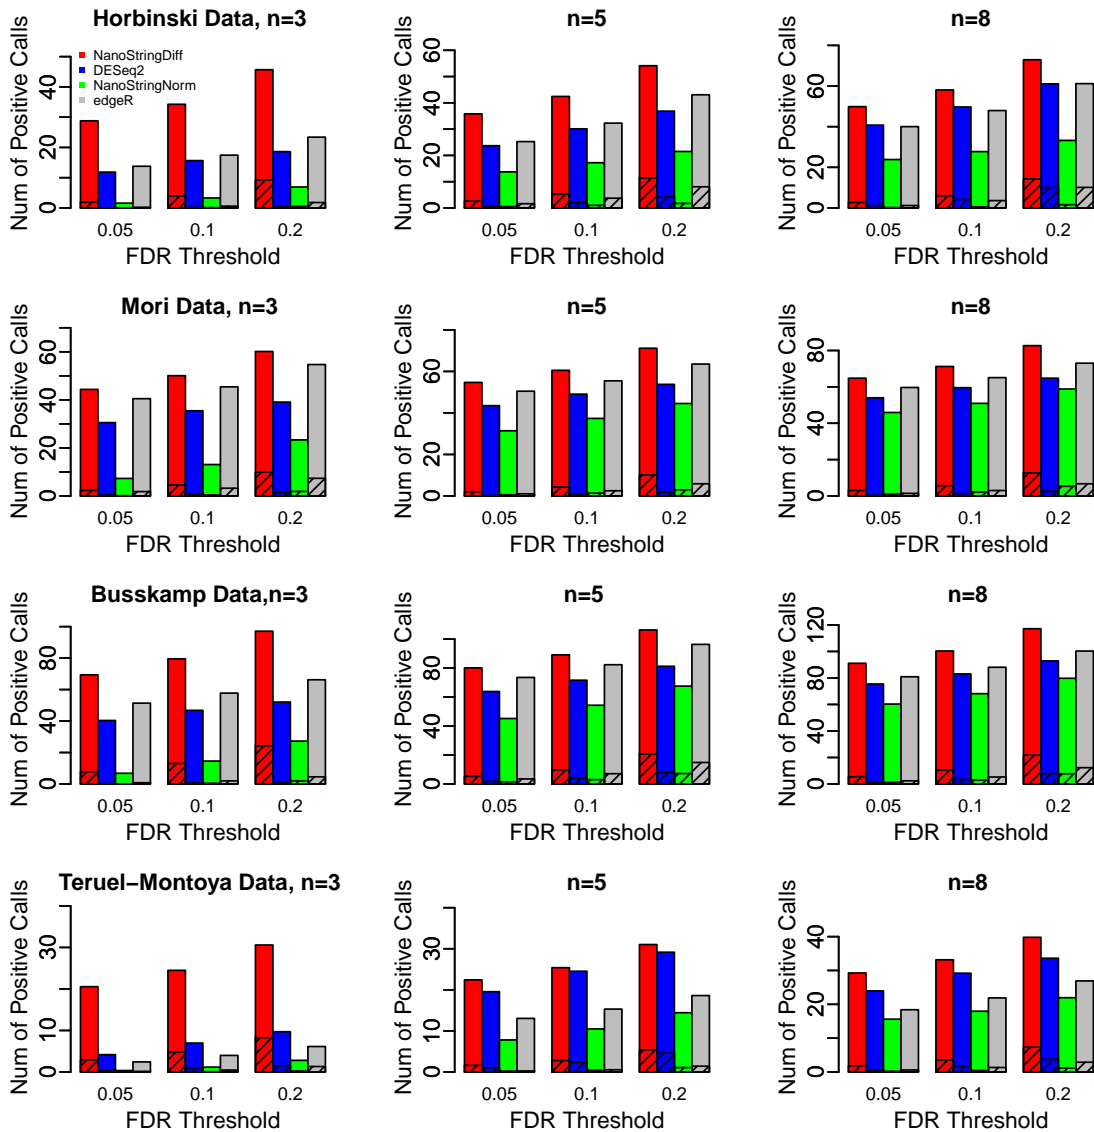 Horbinski Data, n=3
n=5
n=8
Num of Positive Calls
0 20 40
NanoStringDiff
DESeq2
NanoStringNorm
edgeR
0.05 0.1 0.2
FDR Threshold
Num of Positive Calls
0 20 40 60
0.05 0.1 0.2
FDR Threshold
Num of Positive Calls
0 20 60
0.05 0.1 0.2
FDR Threshold
Mori Data, n=3
n=5
n=8
Num of Positive Calls
0 20 40 60
0.05 0.1 0.2
FDR Threshold
Num of Positive Calls
0 20 60
0.05 0.1 0.2
FDR Threshold
Num of Positive Calls
0 40 80
0.05 0.1 0.2
FDR Threshold
Busskamp Data,n=3
n=5
n=8
Num of Positive Calls
0 40 80
0.05 0.1 0.2
FDR Threshold
Num of Positive Calls
0 40 80
0.05 0.1 0.2
FDR Threshold
Num of Positive Calls
0 40 80 120
0.05 0.1 0.2
FDR Threshold
Teruel−Montoya Data, n=3
n=5
n=8
Num of Positive Calls
0 10 30
0.05 0.1 0.2
FDR Threshold
Num of Positive Calls
0 10 30
0.05 0.1 0.2
FDR Threshold
Num of Positive Calls
0 20 40
0.05 0.1 0.2
FDR Threshold